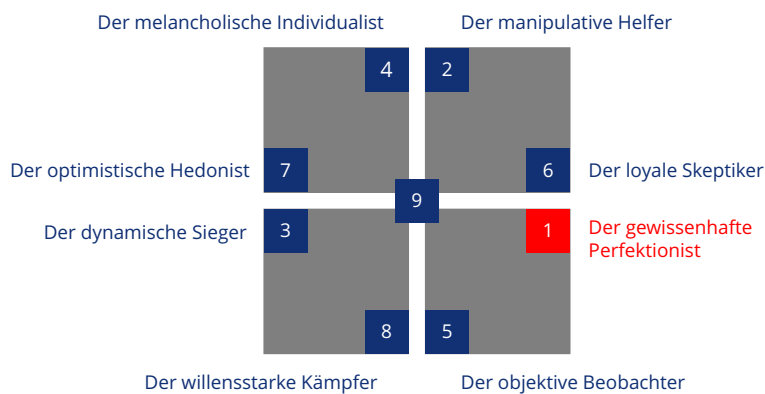 Der melancholische Individualist
Der manipulative Helfer
4
2
Der optimistische Hedonist
7
6
Der loyale Skeptiker
9
Der dynamische Sieger
3
1
Der gewissenhafte
Perfektionist
8
5
Der willensstarke Kämpfer
Der objektive Beobachter